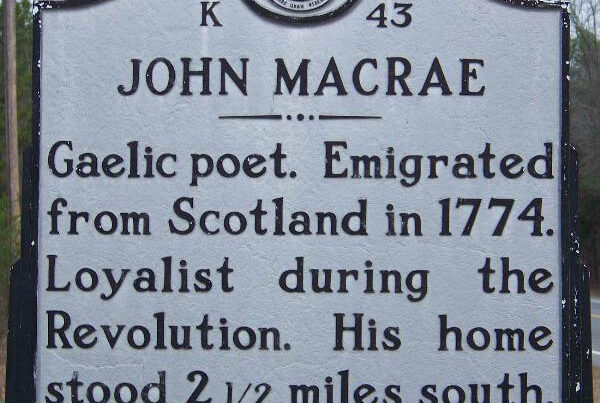 K 43
JOHN MACRAE
Gaelic poet. Emigrated
from Scotland in 1774.
Loyalist during the
Revolution. His home
stood 2 1/2 miles south.